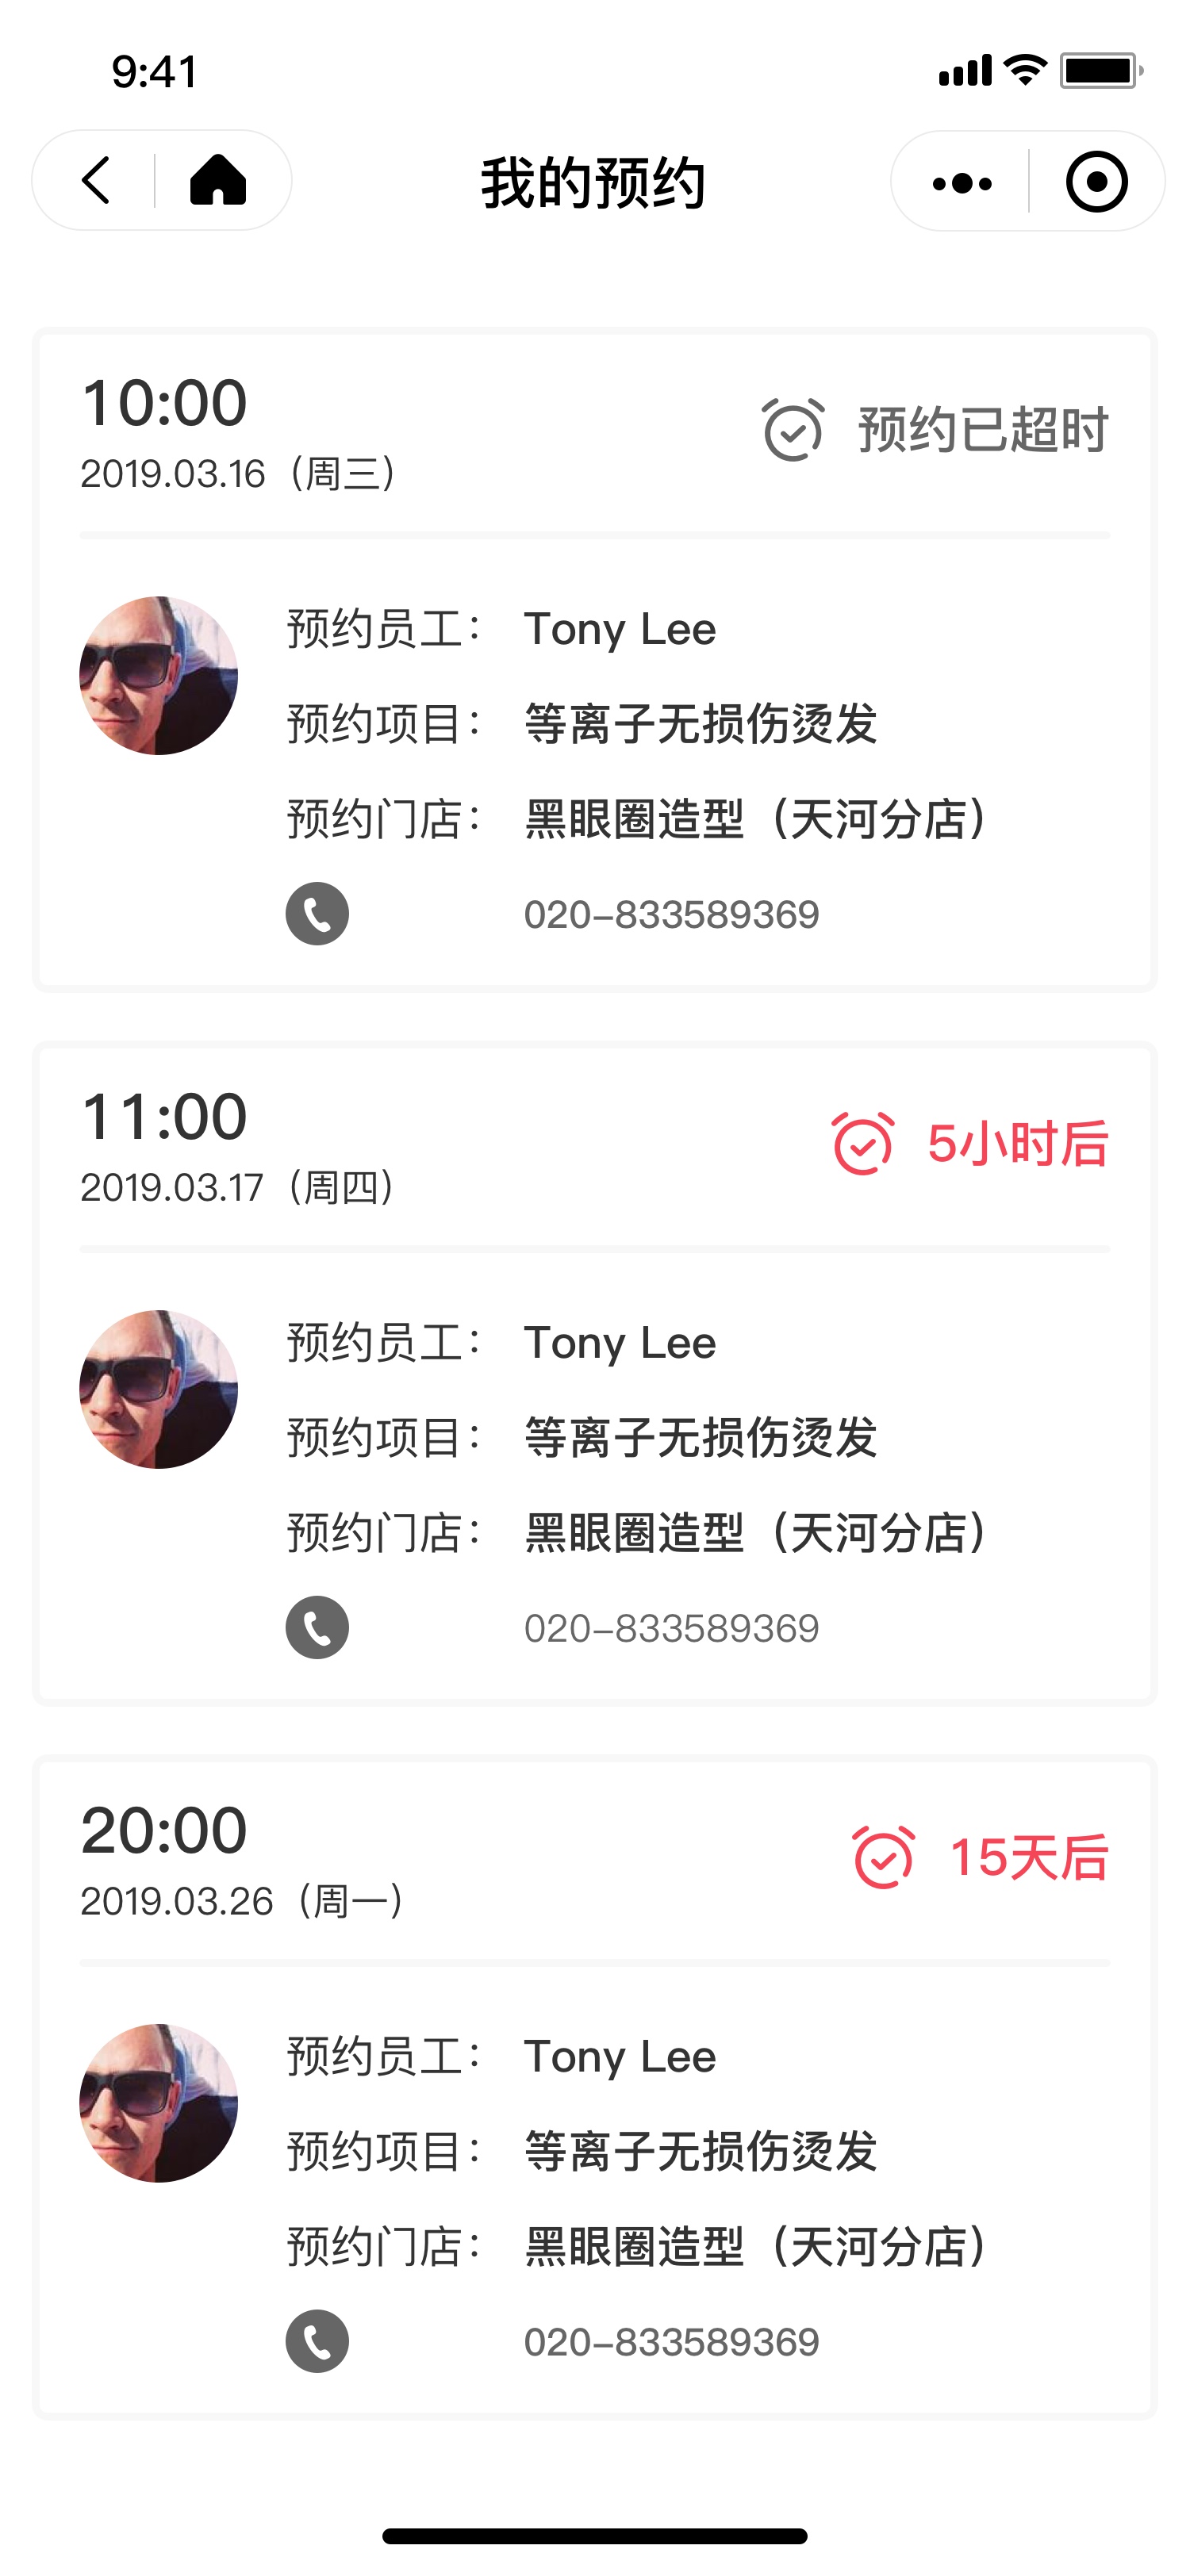 9:41
我的预约
10:00
2019.03.16（周三）
预约已超时
预约员工： Tony Lee
预约项目： 等离子无损伤烫发
预约门店： 黑眼圈造型（天河分店）
020-833589369
11:00
2019.03.17（周四）
5小时后
预约员工： Tony Lee
预约项目： 等离子无损伤烫发
预约门店： 黑眼圈造型（天河分店）
020-833589369
20:00
2019.03.26（周一）
15天后
预约员工： Tony Lee
预约项目： 等离子无损伤烫发
预约门店： 黑眼圈造型（天河分店）
020-833589369